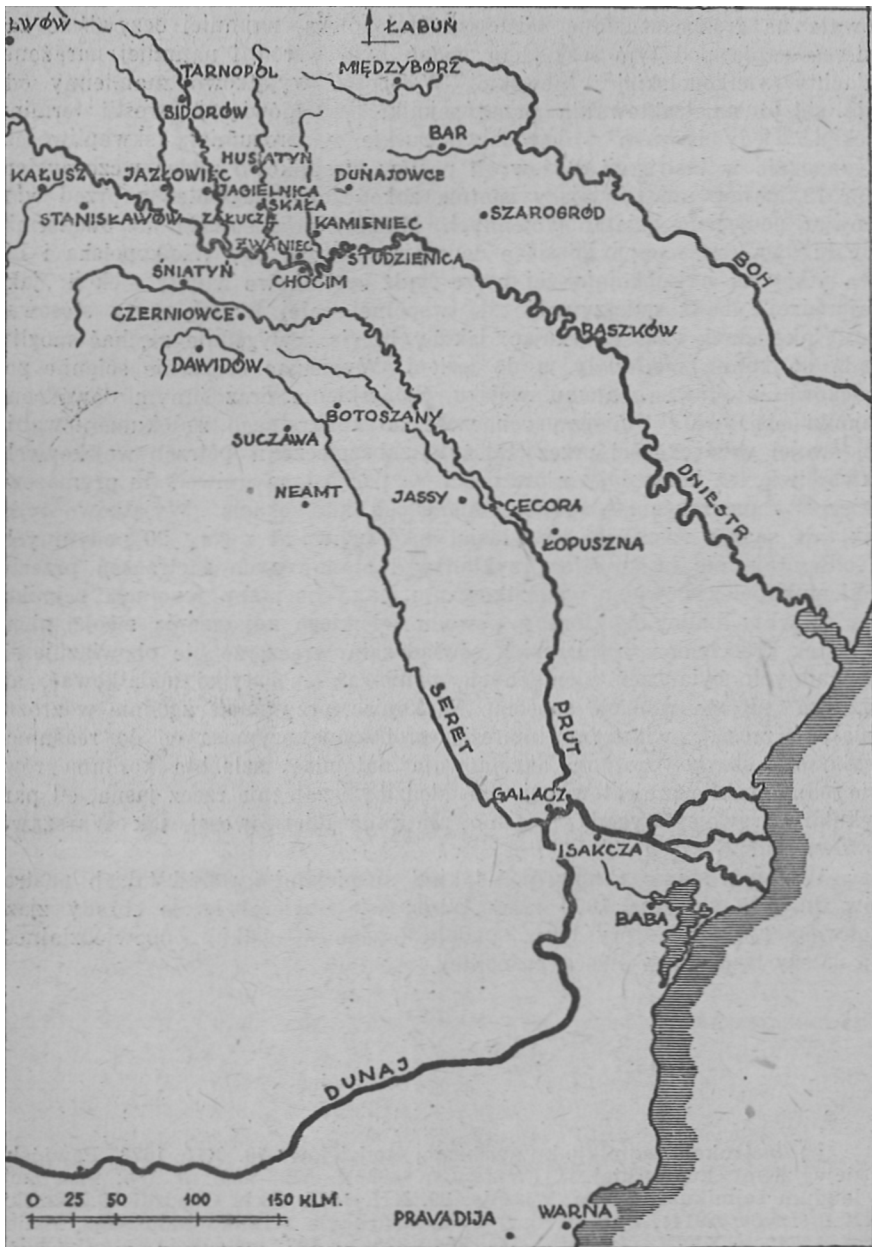 LWÓW
ŁABUŃ
TARNOPOL
MIĘDZYBÓRZ
SIDORÓW
BAR
HUSIATYŃ
KAŁUSZ
JAZŁOWIEC
JAGIELNICA
DUNAJOWCE
SKAŁA
STANISŁAWÓW
ZAŁUCZE
KAMIENIEC
SZAROGRÓD
ŻWANIEC
STUDZIENICA
ŚNIATYŃ
CHOCIM
BOH
CZERNIOWCE
RASZKÓW
DAWIDÓW
BOTOSZANY
SUCZAWA
DNIESTR
NEAMT
JASSY
CECORA
ŁOPUSZNA
SERET
PRUT
GALACZ
ISAKCZA
BABA
DUNAJ
0 50 100 150 KLM.
25
PRAVADIJA
WARNA